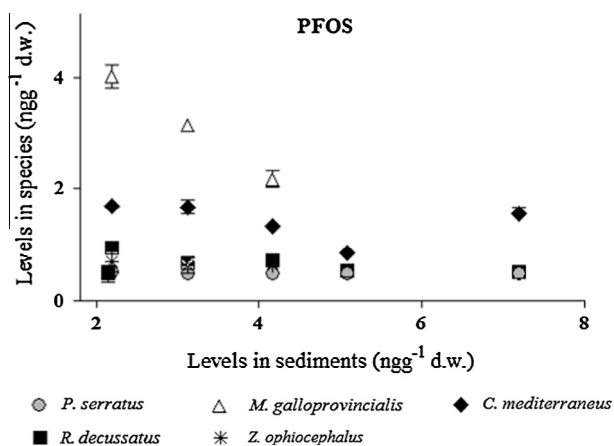 PFOS
Levels in species (ngg-1 d.w.)
4
2
0
2 4 6 8
Levels in sediments (ngg-1 d.w.)
P. serratus M. galloprovincialis C. mediterraneus
R. decussatus Z. ophiocephalus